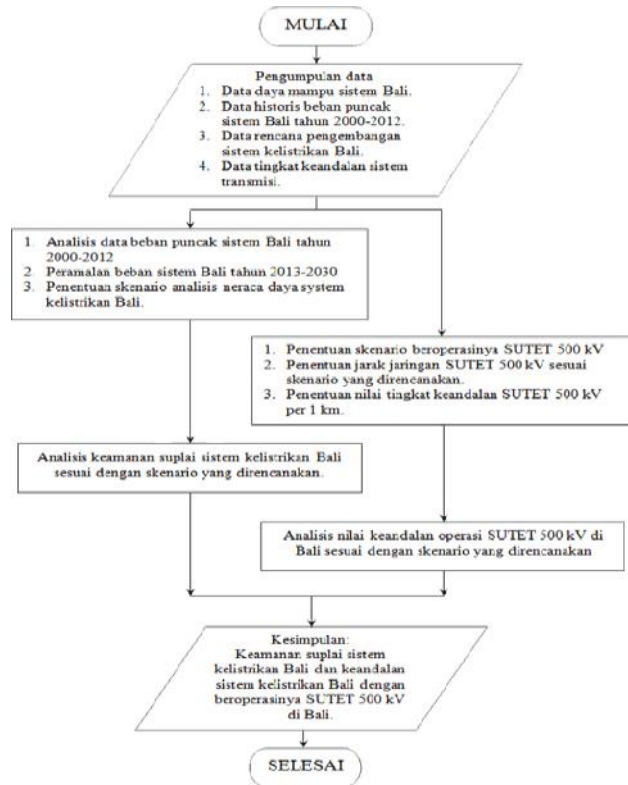 MULAI
Pengumpulan data
1. Data daya mampu sistem Bali.
2. Data historis beban puncak
sistem Bali tahun 2000-2012.
3. Data rencana pengembangan
sistem kelistrikan Bali.
4. Data tingkat keandalan sistem
transmisi.
1. Analisis data beban puncak sistem Bali tahun
2000-2012
2. Peramalan beban sistem Bali tahun 2013-2030
3. Penentuan skenario analisis neraca daya system
kelistrikan Bali.
1. Penentuan skenario beroperasinya SUTET 500 kV
2. Penentuan jarak jaringan SUTET 500 kV sesuai
skenario yang direncanakan.
3. Penentuan nilai tingkat keandalan SUTET 500 kV
per 1 km.
Analisis keamanan suplai sistem kelistrikan Bali
sesuai dengan skenario yang direncanakan.
Analisis nilai keandalan operasi SUTET 500 kV di
Bali sesuai dengan skenario yang direncanakan
Kesimpulan:
Keamanan suplai sistem
kelistrikan Bali dan keandalan
sistem kelistrikan Bali dengan
beroperasinya SUTET 500 kV
di Bali.
SELESAI